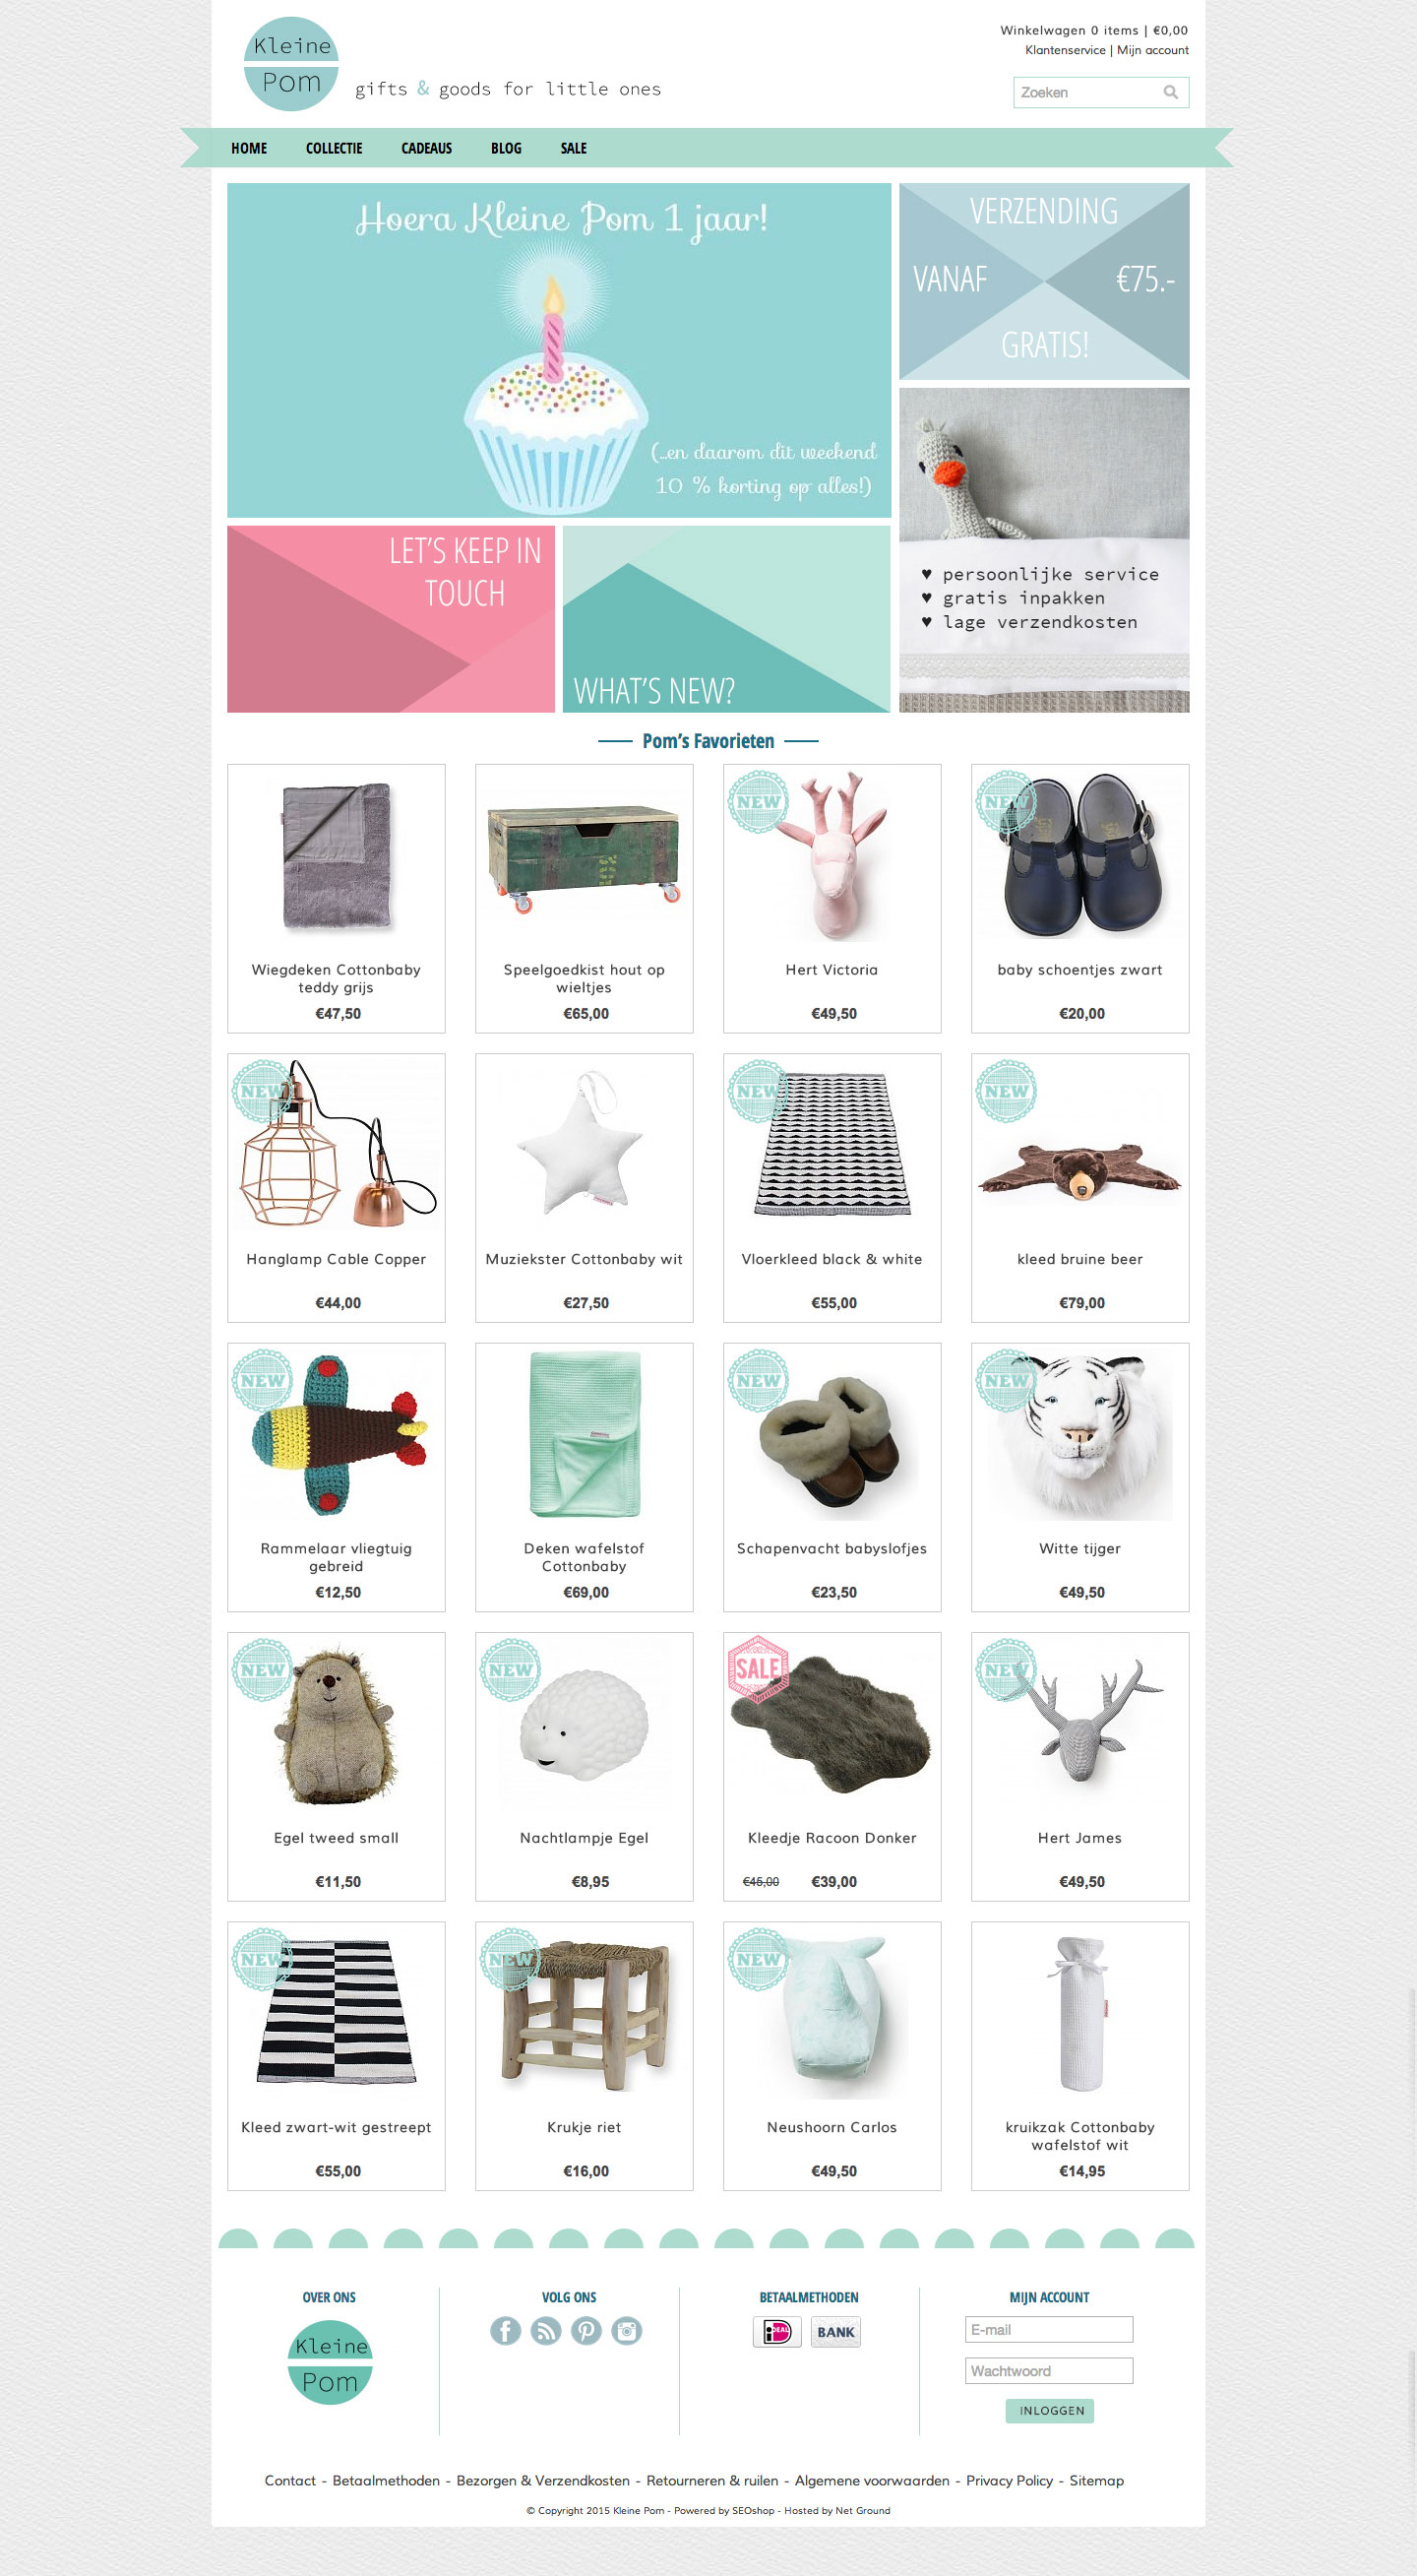 Kleine
Pom
gifts & goods for little ones
Winkelwagen 0 items | €0,00
Klantenservice | Mijn account
Zoeken
HOME COLLECTIE CADEAUS BLOG SALE
Hoera Kleine Pom 1 jaar!
(...en daarom dit weekend
10 % korting op alles!)
VERZENDING
VANAF €75.-
GRATIS!
♥ persoonlijke service
♥ gratis inpakken
♥ lage verzendkosten
LET'S KEEP IN
TOUCH
WHAT'S NEW?
Pom's Favorieten
Wiegdeken Cottonbaby
teddy grijs
€47,50
Speelgoedkist hout op
wieltjes
€65,00
NEW
Hert Victoria
€49,50
NEW
baby schoentjes zwart
€20,00
NEW
Hanglamp Cable Copper
€44,00
Muziekster Cottonbaby wit
€27,50
NEW
Vloerkleed black & white
€55,00
NEW
kleed bruine beer
€79,00
NEW
Rammelaar vliegtuig
gebreid
€12,50
Deken wafelstof
Cottonbaby
€69,00
NEW
Schapenvacht babyslofjes
€23,50
NEW
Witte tijger
€49,50
NEW
Egel tweed small
€11,50
NEW
Nachtlampje Egel
€8,95
SALE
Kleedje Racoon Donker
€45,00 €39,00
NEW
Hert James
€49,50
NEW
Kleed zwart-wit gestreept
€55,00
NEW
Krukje riet
€16,00
NEW
Neushoorn Carlos
€49,50
kruikzak Cottonbaby
wafelstof wit
€14,95
OVER ONS
Kleine
Pom
VOLG ONS
BETAALMETHODEN
iDEAL
BANK
MIJN ACCOUNT
E-mail
Wachtwoord
INLOGGEN
Contact - Betaalmethoden - Bezorgen & Verzendkosten - Retourneren & ruilen - Algemene voorwaarden - Privacy Policy - Sitemap
© Copyright 2015 Kleine Pom - Powered by SEOshop - Hosted by Net Ground